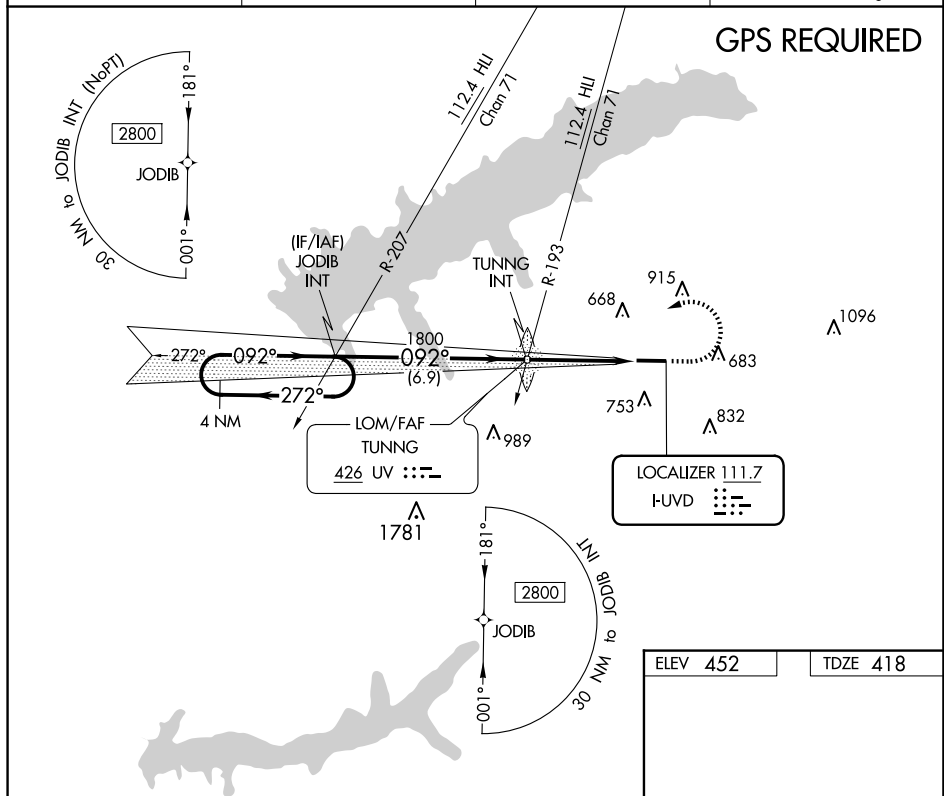 GPS REQUIRED
30 NM to JODIB INT (NoPT)
181°
2800
JODIB
001°
112.4 HLI
Chan 71
112.4 HLI
Chan 71
R-207
R-193
(IF/IAF)
JODIB
INT
TUNNG
INT
668
915
1096
683
753
832
989
1781
272°
092°
1800
092°
(6.9)
272°
4 NM
LOM/FAF
TUNNG
426 UV
LOCALIZER 111.7
I-UVD
181°
2800
JODIB
001°
30 NM to JODIB INT
ELEV 452
TDZE 418